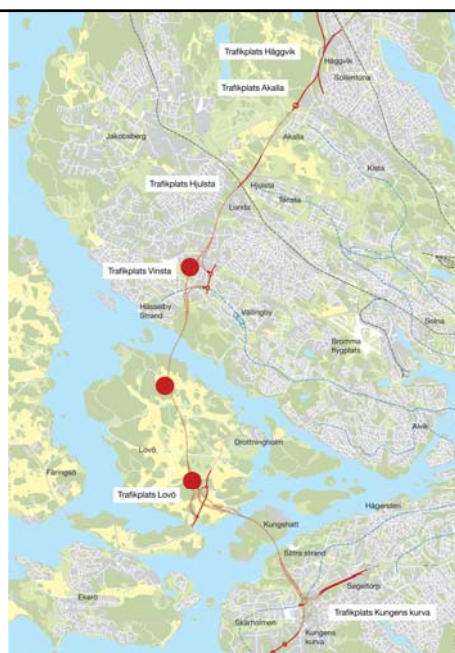 Trafikplats Häggvik
Häggvik
Sollentuna
Trafikplats Akalla
Jakobsberg
Akalla
Kista
Trafikplats Hjulsta
Hjulsta
Tensta
Lunda
Trafikplats Vinsta
Hässelby
Strand
Vällingby
Solna
Bromma
flygplats
Alvik
Lovö
Drottningholm
Färingsö
Trafikplats Lovö
Hägersten
Kungshatt
Sätra strand
Ekerö
Segeltorp
Trafikplats Kungens kurva
Skärholmen
Kungens
kurva